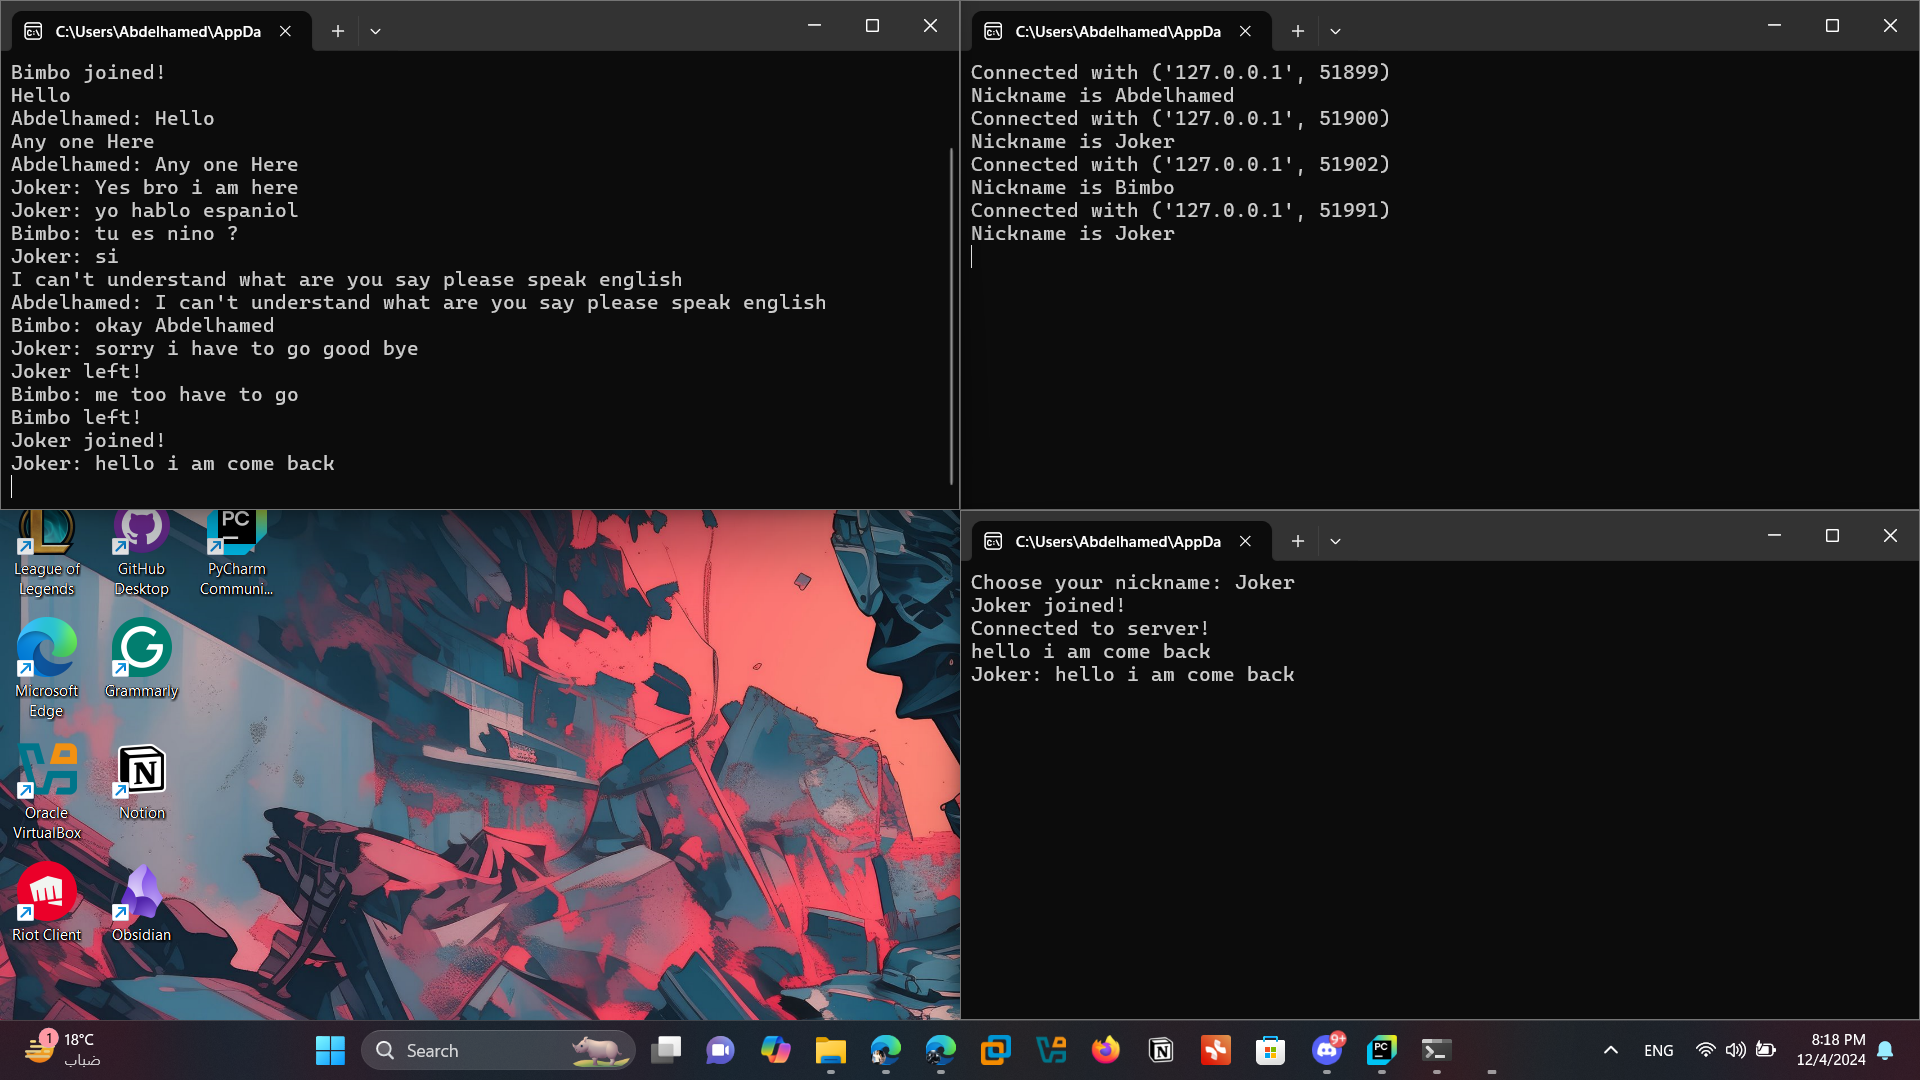 C:\Users\Abdelhamed\AppDa
Bimbo joined!
Hello
Abdelhamed: Hello
Any one Here
Abdelhamed: Any one Here
Joker: Yes bro i am here
Joker: yo hablo espaniol
Bimbo: tu es nino ?
Joker: si
I can't understand what are you say please speak english
Abdelhamed: I can't understand what are you say please speak english
Bimbo: okay Abdelhamed
Joker: sorry i have to go good bye
Joker left!
Bimbo: me too have to go
Bimbo left!
Joker joined!
Joker: hello i am come back
C:\Users\Abdelhamed\AppDa
Connected with ('127.0.0.1', 51899)
Nickname is Abdelhamed
Connected with ('127.0.0.1', 51900)
Nickname is Joker
Connected with ('127.0.0.1', 51902)
Nickname is Bimbo
Connected with ('127.0.0.1', 51991)
Nickname is Joker
C:\Users\Abdelhamed\AppDa
Choose your nickname: Joker
Joker joined!
Connected to server!
hello i am come back
Joker: hello i am come back
PC
League of
Legends
GitHub
Desktop
PyCharm
Communi...
Microsoft
Edge
Grammarly
Oracle
VirtualBox
Notion
Riot Client
Obsidian
1
18°C
ضباب
Search
9+
PC
ENG
8:18 PM
12/4/2024